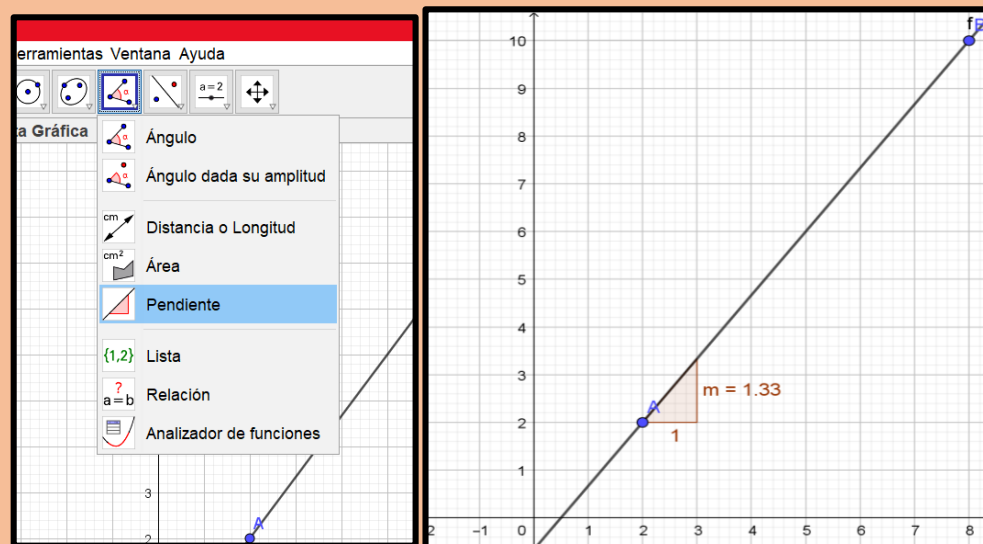 erramientas Ventana Ayuda
α α a = 2
a Gráfica
α Ángulo
α Ángulo dada su amplitud
cm Distancia o Longitud
cm² Área
Pendiente
{1,2} Lista
? a = b Relación
Analizador de funciones
3
A
2
f B
10
9
8
7
6
5
4
3
m = 1.33
A
2
1
1
2 −1 0 1 2 3 4 5 6 7 8